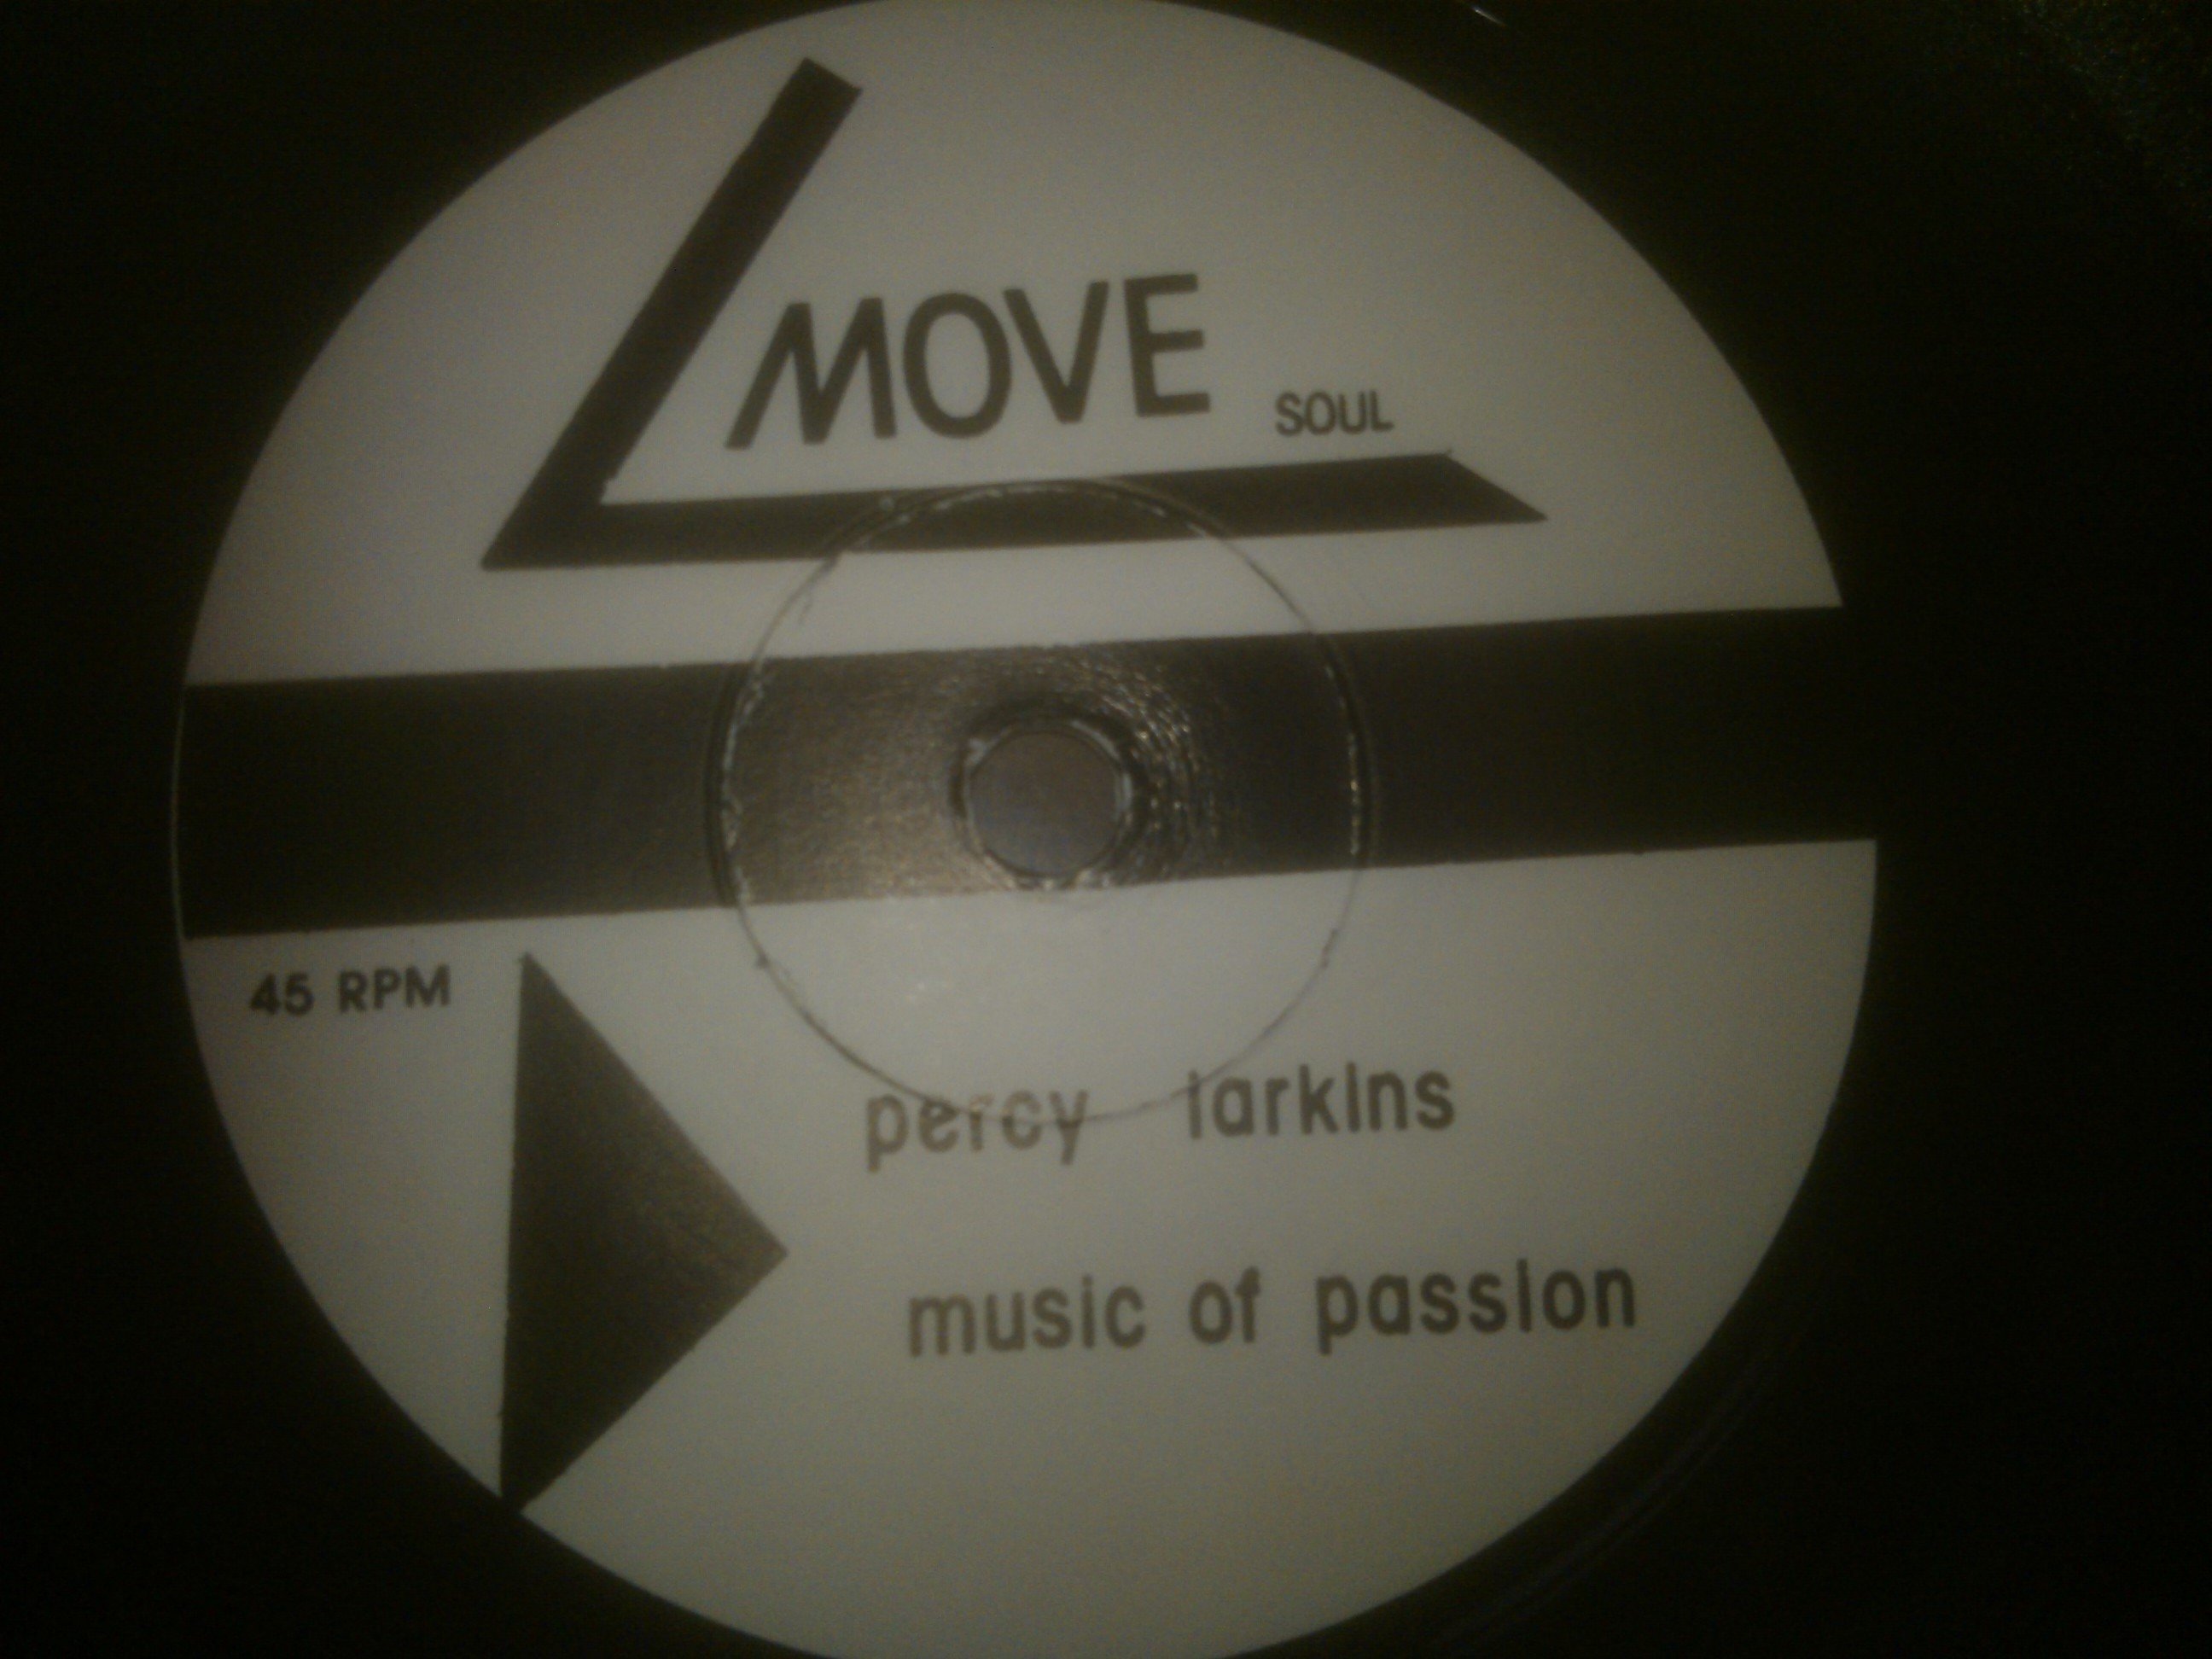 MOVE SOUL
45 RPM
percy larkins
music of passion